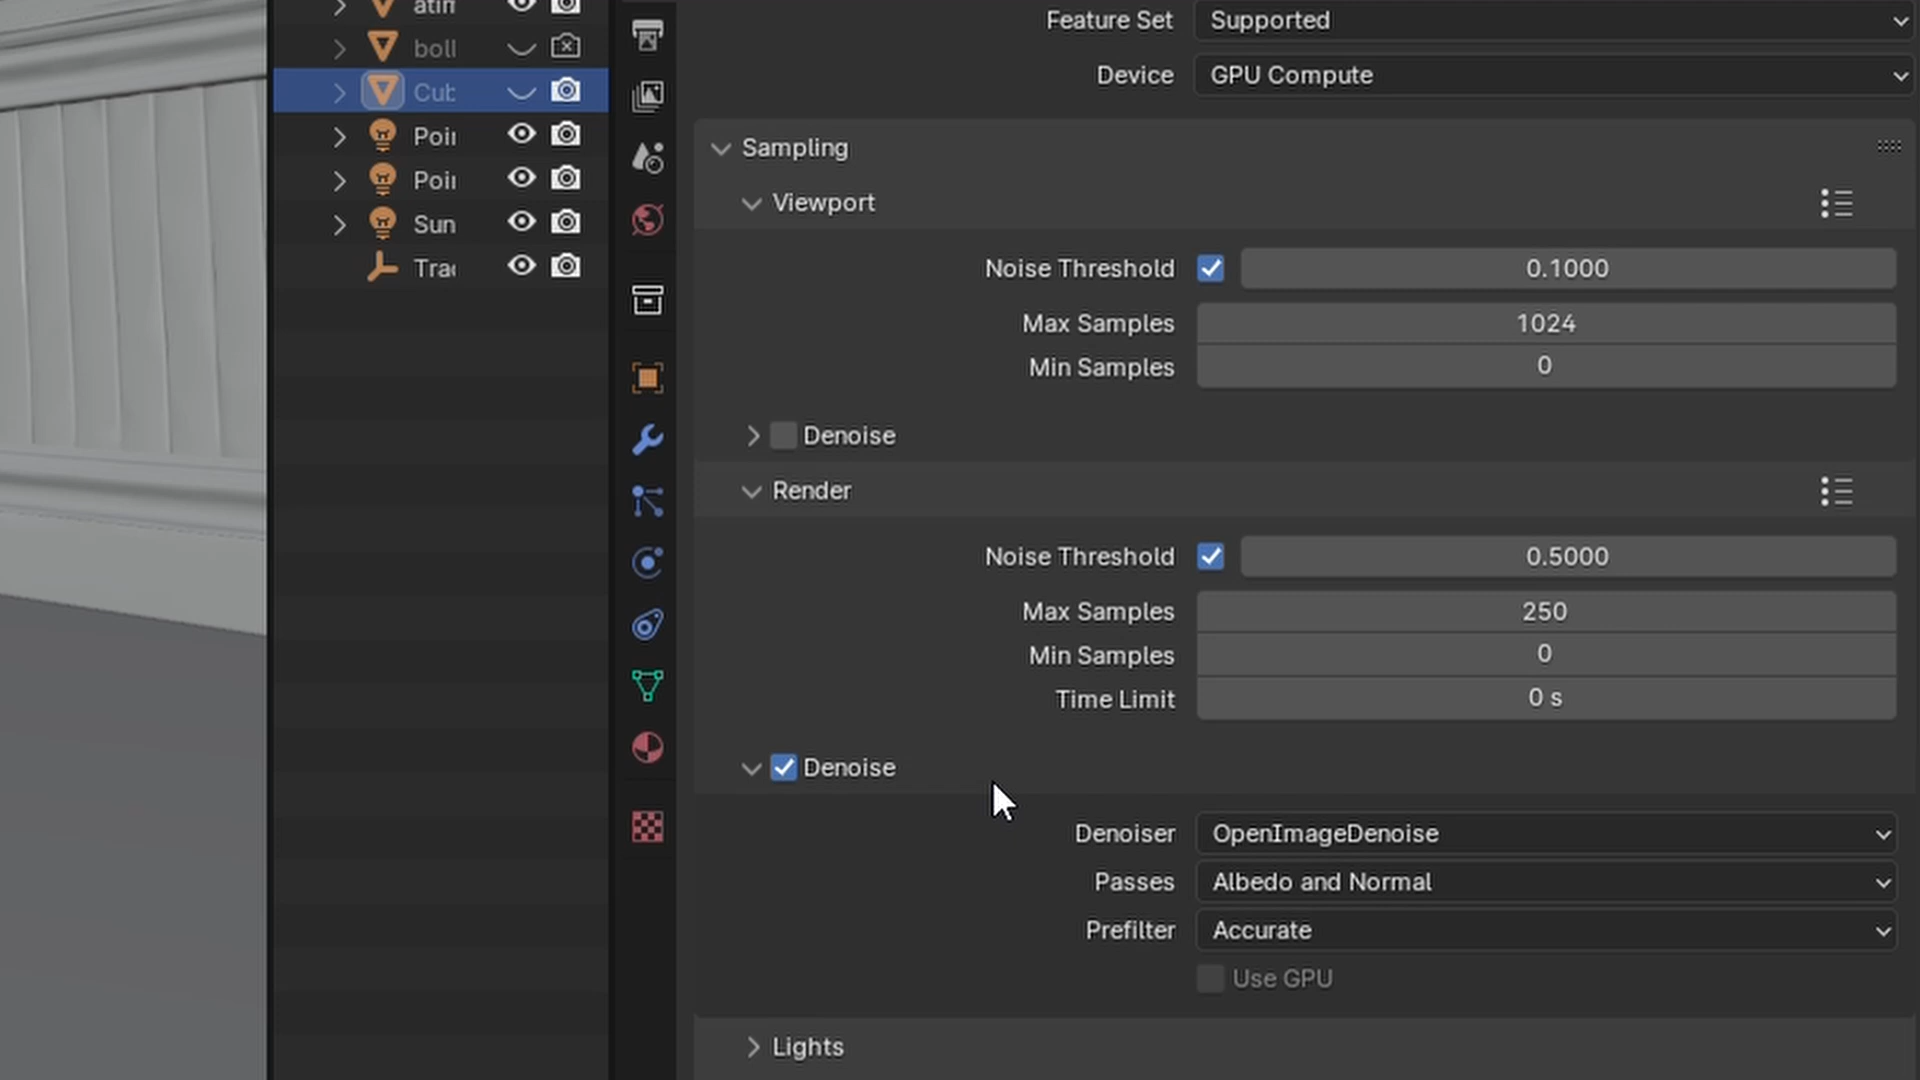 Feature Set
Supported
Device
GPU Compute
Sampling
Viewport
Noise Threshold
0.1000
Max Samples
1024
Min Samples
0
Denoise
Render
Noise Threshold
0.5000
Max Samples
250
Min Samples
0
Time Limit
0 s
Denoise
Denoiser
OpenImageDenoise
Passes
Albedo and Normal
Prefilter
Accurate
Use GPU
Lights
boll
Cub
Poi
Poi
Sun
Tra